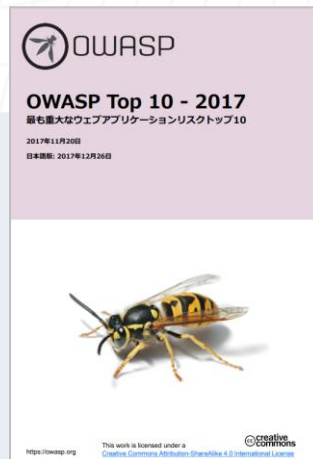 OWASP
OWASP Top 10 - 2017
最も重大なウェブアプリケーションリスクトップ10
2017年11月20日
日本語版: 2017年12月26日
https://owasp.org
This work is licensed under a
Creative Commons Attribution-ShareAlike 4.0 International License
cc creative commons